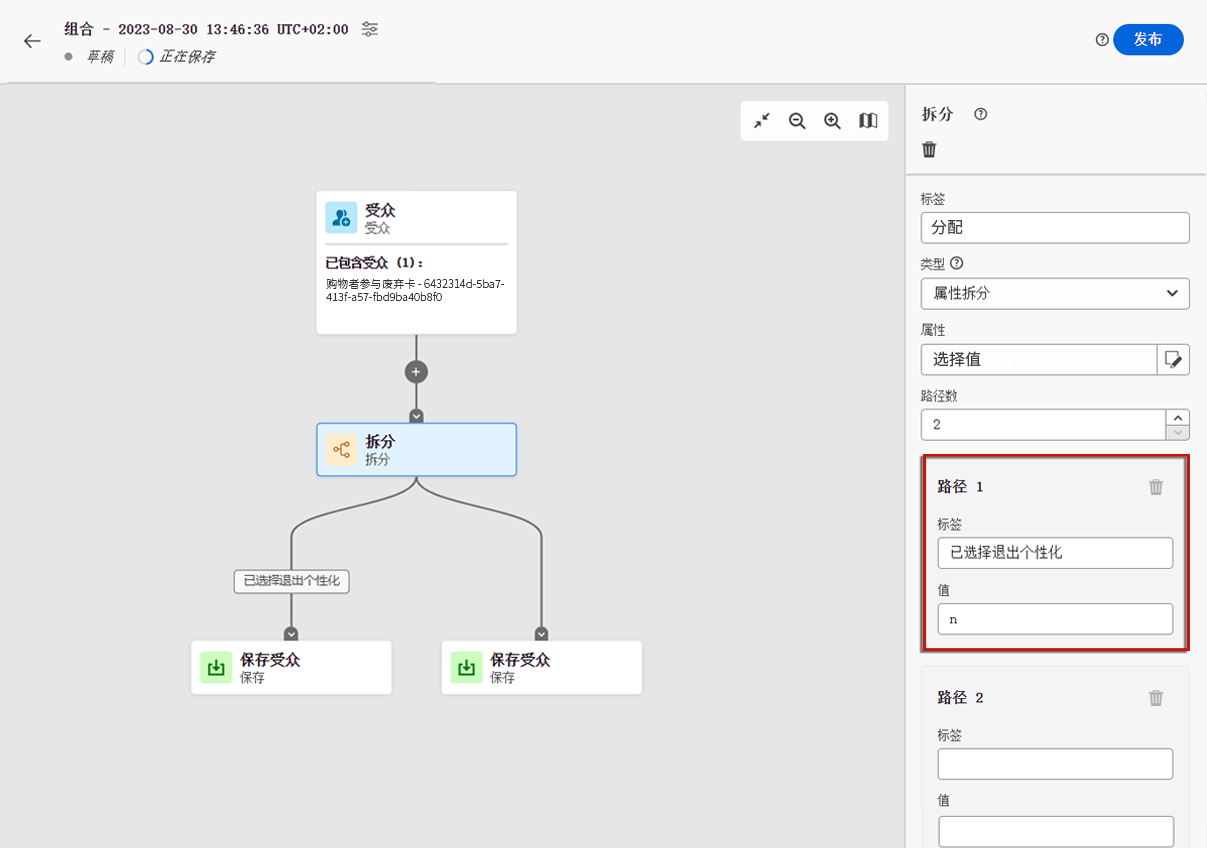 组合 - 2023-08-30 13:46:36 UTC+02:00
草稿
正在保存
发布
受众
受众
已包含受众 (1):
购物者参与废弃卡 - 6432314d-5ba7-
413f-a57-fbd9ba40b8f0
拆分
拆分
已选择退出个性化
保存受众
保存
保存受众
保存
拆分
标签
分配
类型
属性拆分
属性
选择值
路径数
2
路径 1
标签
已选择退出个性化
值
n
路径 2
标签
值